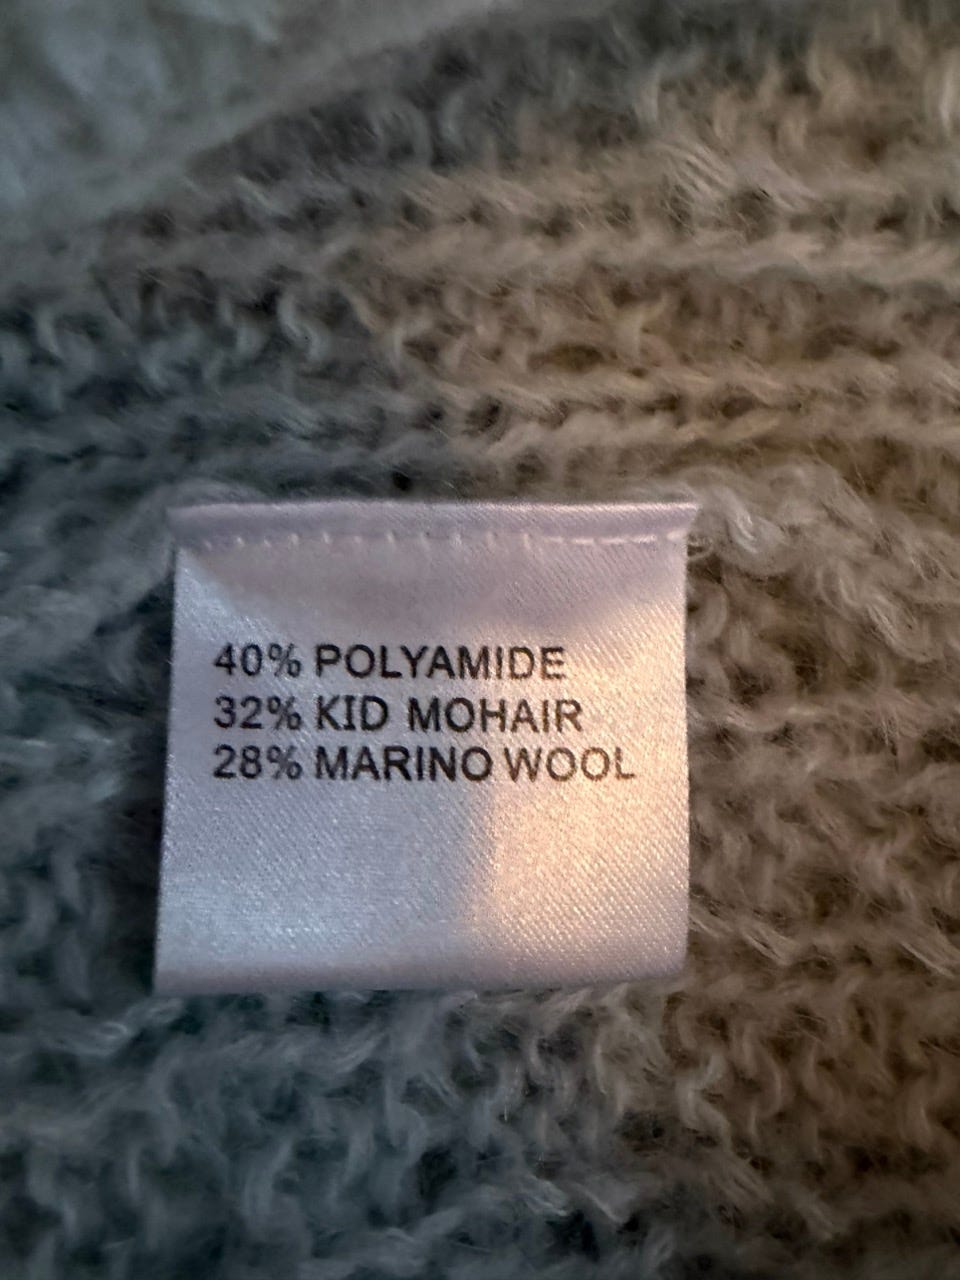 40% POLYAMIDE
32% KID MOHAIR
28% MARINO WOOL